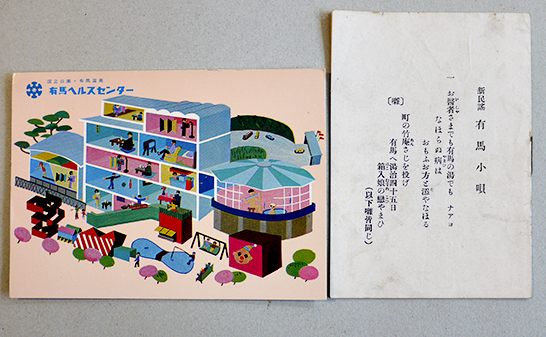 国立公園・有馬温泉
有馬ヘルスセンター
新民謡 有馬小唄
一
お醫者さまでも有馬の湯でも ナアヨ
なほらぬ病は
おもふお方と添やなほる
〔囃〕
町の竹庵さじを投げ
有馬へ湯治四十五日
箱入娘の戀やまひ
(以下囃皆同じ)